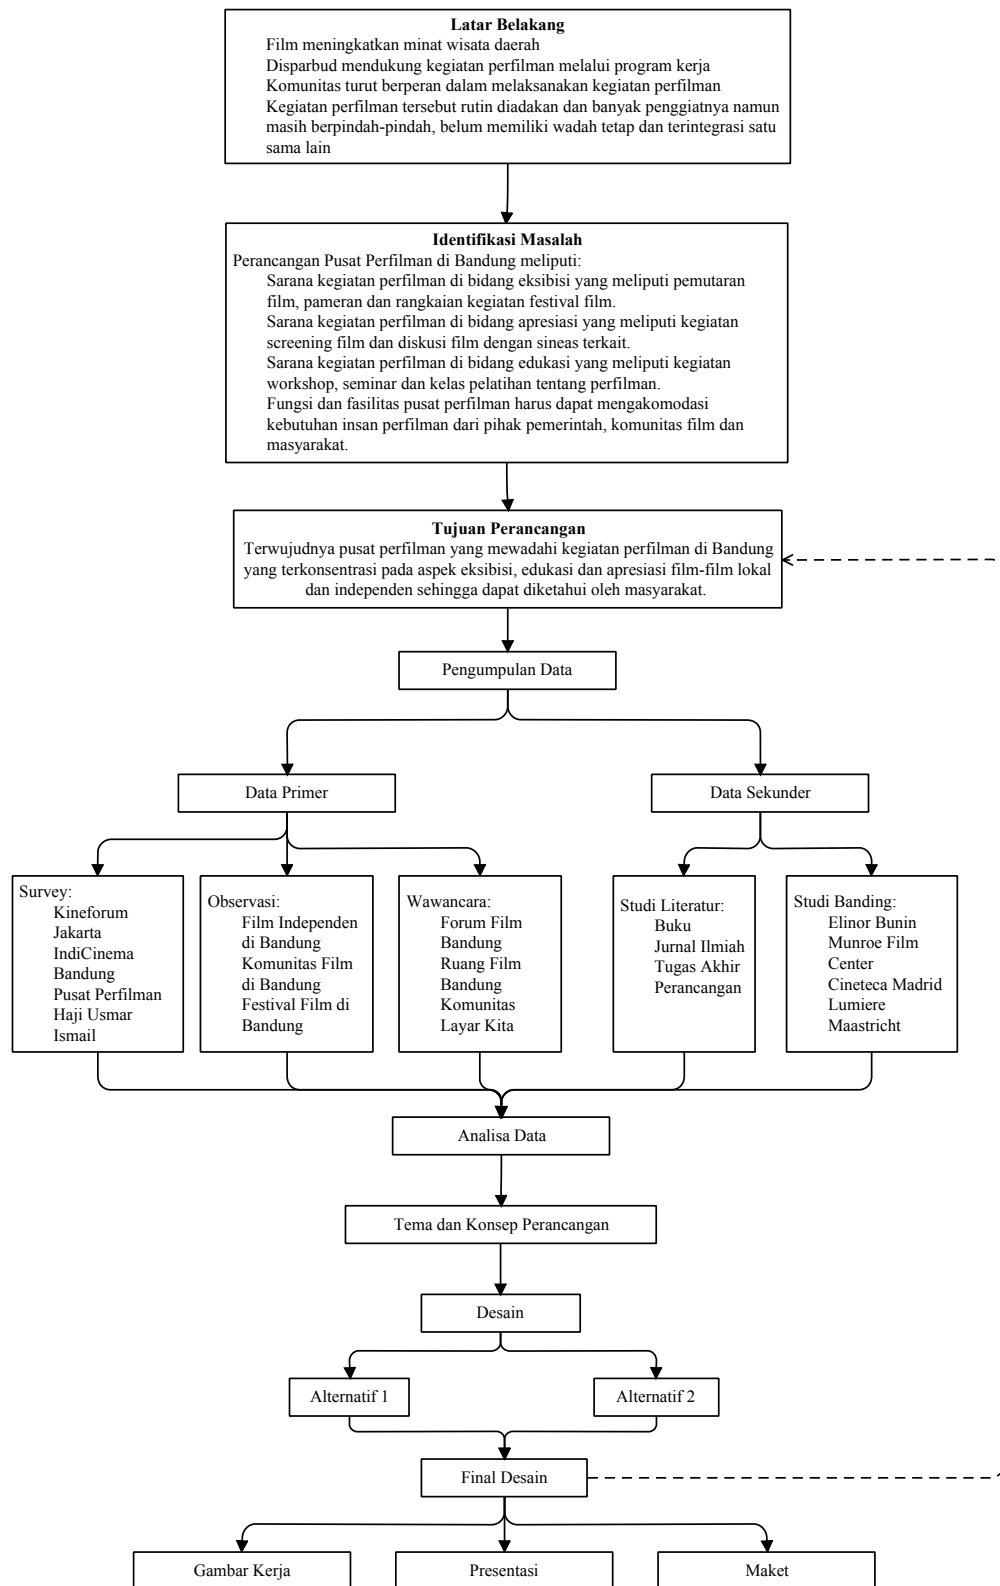 Latar Belakang
Film meningkatkan minat wisata daerah
Disparbud mendukung kegiatan perfilman melalui program kerja
Komunitas turut berperan dalam melaksanakan kegiatan perfilman
Kegiatan perfilman tersebut rutin diadakan dan banyak penggiatnya namun
masih berpindah-pindah, belum memiliki wadah tetap dan terintegrasi satu
sama lain
Identifikasi Masalah
Perancangan Pusat Perfilman di Bandung meliputi:
Sarana kegiatan perfilman di bidang eksibisi yang meliputi pemutaran
film, pameran dan rangkaian kegiatan festival film.
Sarana kegiatan perfilman di bidang apresiasi yang meliputi kegiatan
screening film dan diskusi film dengan sineas terkait.
Sarana kegiatan perfilman di bidang edukasi yang meliputi kegiatan
workshop, seminar dan kelas pelatihan tentang perfilman.
Fungsi dan fasilitas pusat perfilman harus dapat mengakomodasi
kebutuhan insan perfilman dari pihak pemerintah, komunitas film dan
masyarakat.
Tujuan Perancangan
Terwujudnya pusat perfilman yang mewadahi kegiatan perfilman di Bandung
yang terkonsentrasi pada aspek eksibisi, edukasi dan apresiasi film-film lokal
dan independen sehingga dapat diketahui oleh masyarakat.
Pengumpulan Data
Data Primer
Data Sekunder
Survey:
Kineforum
Jakarta
IndiCinema
Bandung
Pusat Perfilman
Haji Usmar
Ismail
Observasi:
Film Independen
di Bandung
Komunitas Film
di Bandung
Festival Film di
Bandung
Wawancara:
Forum Film
Bandung
Ruang Film
Bandung
Komunitas
Layar Kita
Studi Literatur:
Buku
Jurnal Ilmiah
Tugas Akhir
Perancangan
Studi Banding:
Elinor Bunin
Munroe Film
Center
Cineteca Madrid
Lumiere
Maastricht
Analisa Data
Tema dan Konsep Perancangan
Desain
Alternatif 1
Alternatif 2
Final Desain
Gambar Kerja
Presentasi
Maket